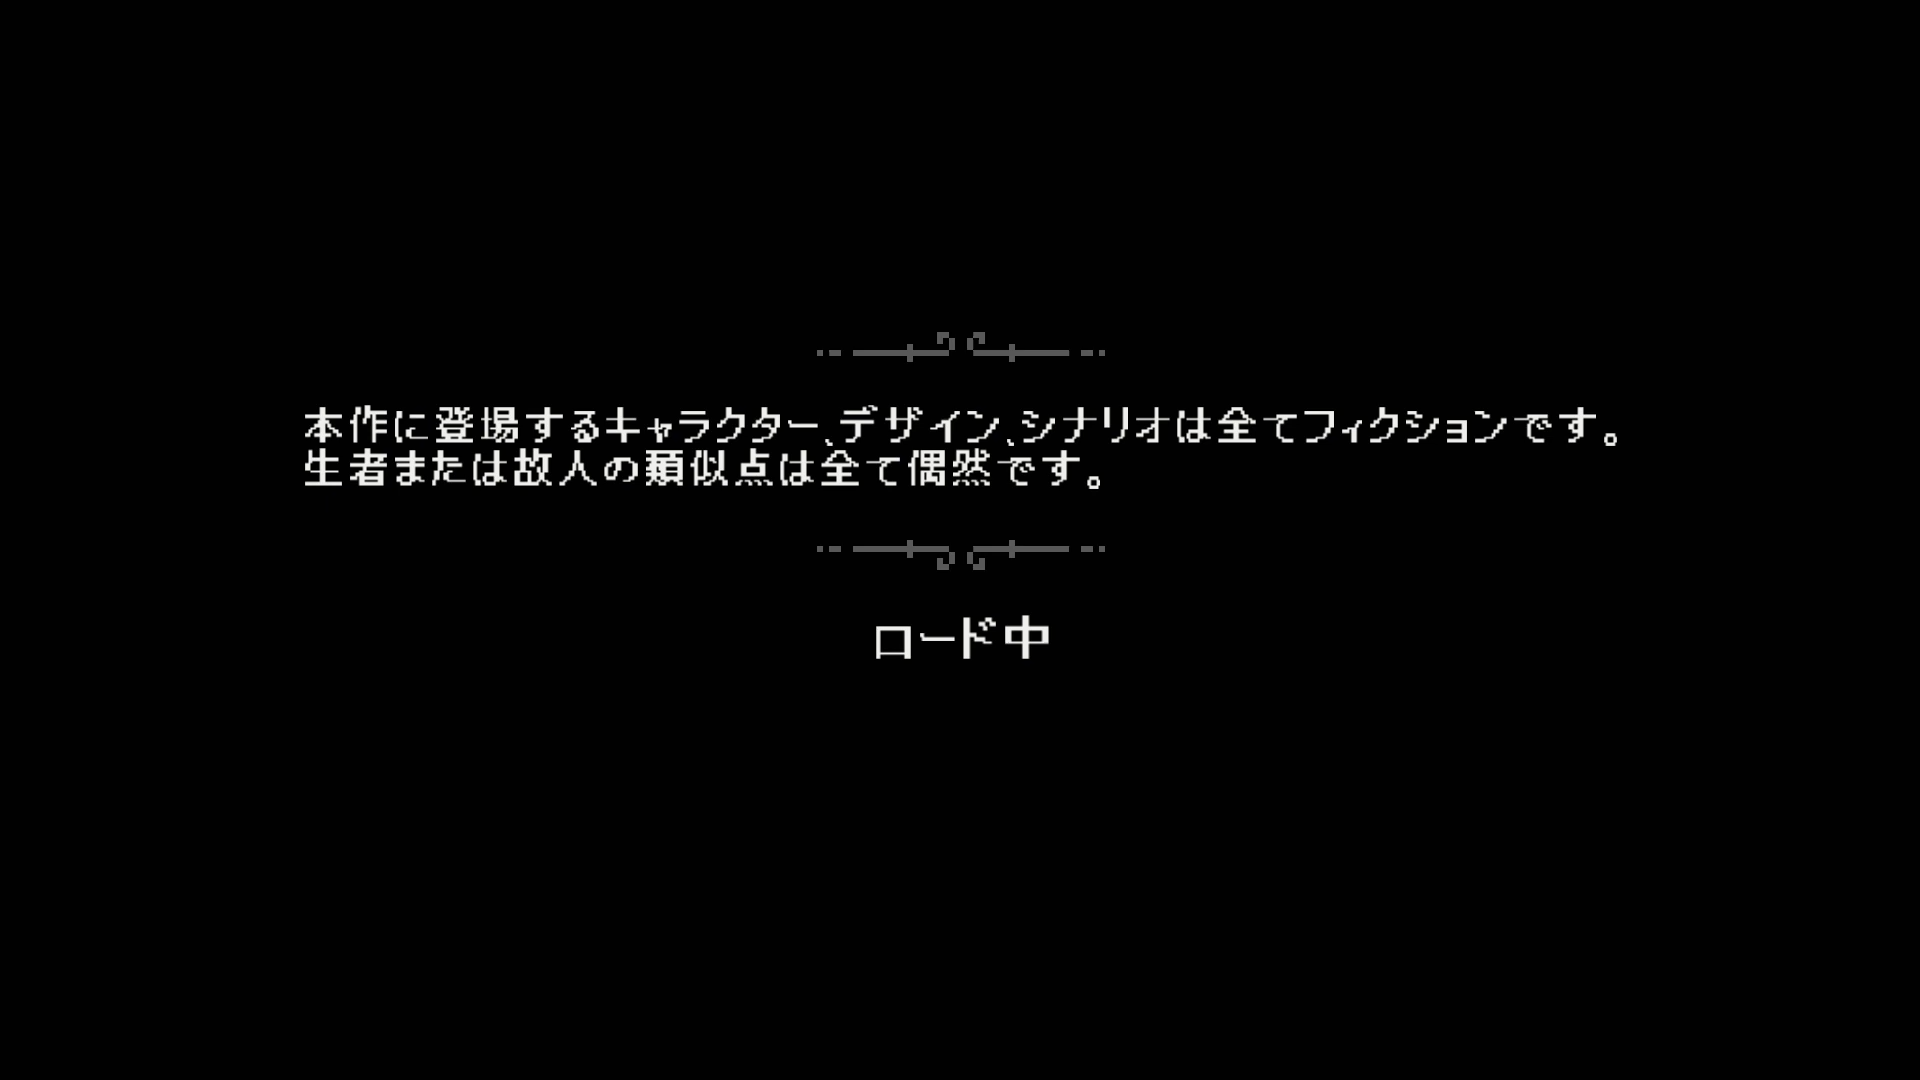 本作に登場するキャラクター、デザイン、シナリオは全てフィクションです。
生者または故人の類似点は全て偶然です。
ロード中